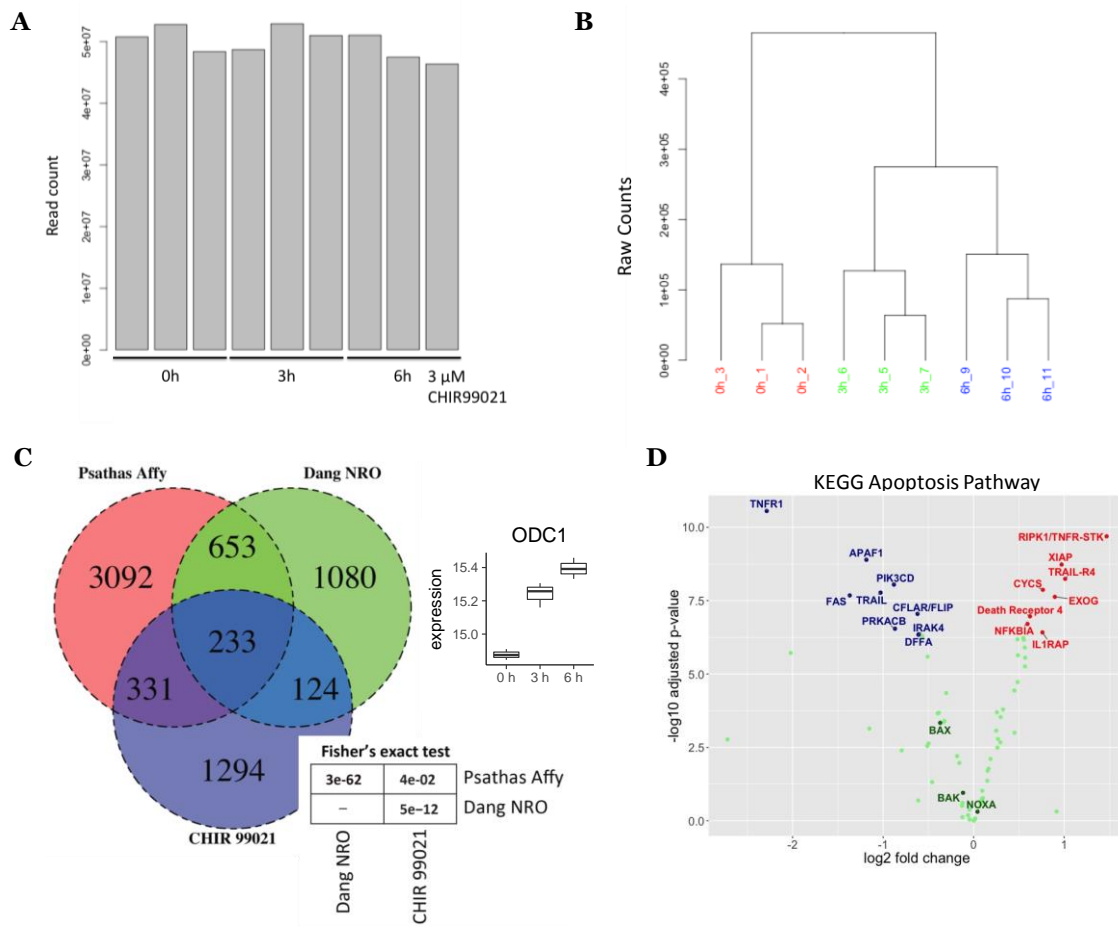 A
Read count
5e+07
4e+07
3e+07
2e+07
1e+07
0e+00
0h
3h
6h
3 µM
CHIR99021
B
Raw Counts
4e+05
3e+05
2e+05
1e+05
0e+00
0h_3
0h_1
0h_2
3h_6
3h_5
3h_7
6h_9
6h_10
6h_11
C
Psathas Affy
Dang NRO
3092
653
1080
233
331
124
1294
CHIR 99021
ODC1
expression
15.4
15.2
15.0
0 h 3 h 6 h
Fisher's exact test
3e-62 4e-02 Psathas Affy
– 5e−12 Dang NRO
Dang NRO
CHIR 99021
D
KEGG Apoptosis Pathway
-log10 adjusted p-value
10.0
7.5
5.0
2.5
0.0
TNFR1
RIPK1/TNFR-STK
APAF1
XIAP
TRAIL-R4
PIK3CD
CYCS
TRAIL
FAS
EXOG
CFLAR/FLIP
Death Receptor 4
PRKACB
IRAK4
NFKBIA
DFFA
IL1RAP
BAX
BAK
NOXA
-2 -1 0 1
log2 fold change